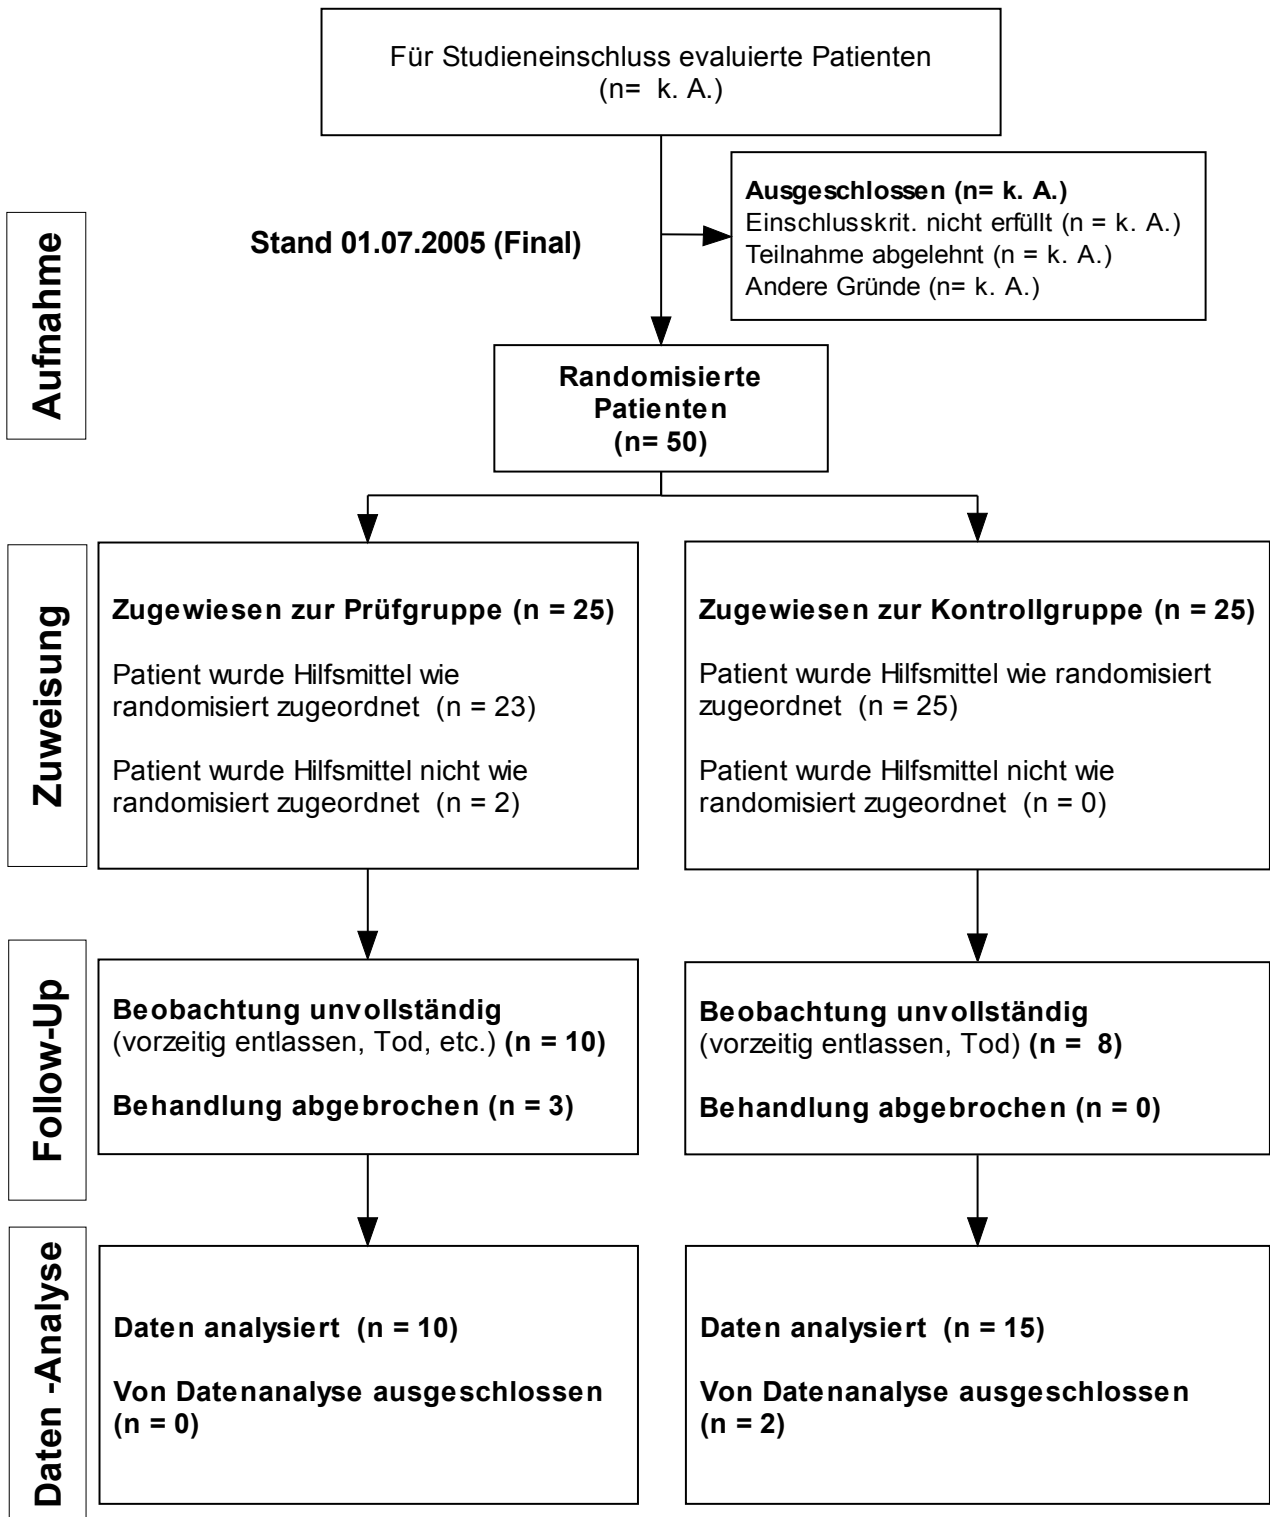 Für Studieneinschluss evaluierte Patienten
(n= k. A.)
Ausgeschlossen (n= k. A.)
Einschlusskrit. nicht erfüllt (n = k. A.)
Teilnahme abgelehnt (n = k. A.)
Andere Gründe (n= k. A.)
Stand 01.07.2005 (Final)
Aufnahme
Randomisierte
Patienten
(n= 50)
Zuweisung
Zugewiesen zur Prüfgruppe (n = 25)
Patient wurde Hilfsmittel wie
randomisiert zugeordnet (n = 23)
Patient wurde Hilfsmittel nicht wie
randomisiert zugeordnet (n = 2)
Zugewiesen zur Kontrollgruppe (n = 25)
Patient wurde Hilfsmittel wie randomisiert
zugeordnet (n = 25)
Patient wurde Hilfsmittel nicht wie
randomisiert zugeordnet (n = 0)
Follow-Up
Beobachtung unvollständig
(vorzeitig entlassen, Tod, etc.) (n = 10)
Behandlung abgebrochen (n = 3)
Beobachtung unvollständig
(vorzeitig entlassen, Tod) (n = 8)
Behandlung abgebrochen (n = 0)
Daten -Analyse
Daten analysiert (n = 10)
Von Datenanalyse ausgeschlossen
(n = 0)
Daten analysiert (n = 15)
Von Datenanalyse ausgeschlossen
(n = 2)